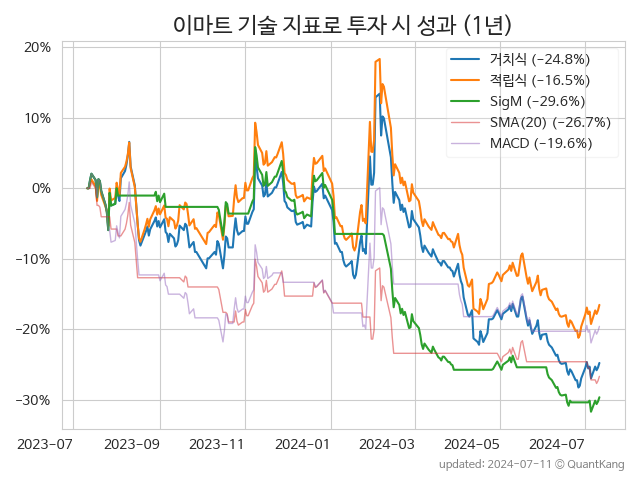 이마트 기술 지표로 투자 시 성과 (1년)
20%
10%
0%
−10%
−20%
−30%
거치식 (−24.8%)
적립식 (−16.5%)
SigM (−29.6%)
SMA(20) (−26.7%)
MACD (−19.6%)
2023-07
2023-09
2023-11
2024-01
2024-03
2024-05
2024-07
updated: 2024-07-11 © QuantKang